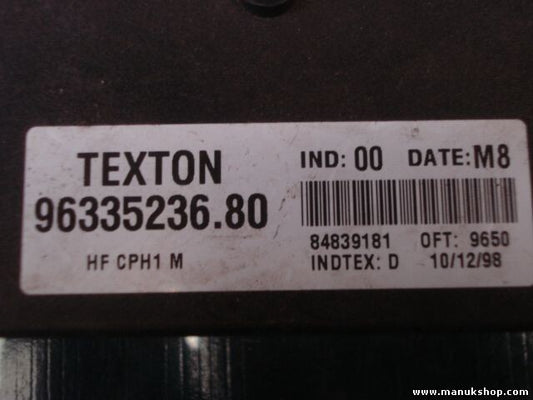 TEXTON
96335236.80
HF CPH1 M
IND: 00 DATE: M8
84839181 OFT: 9650
INDTEX: D 10/12/98
www.manukshop.com